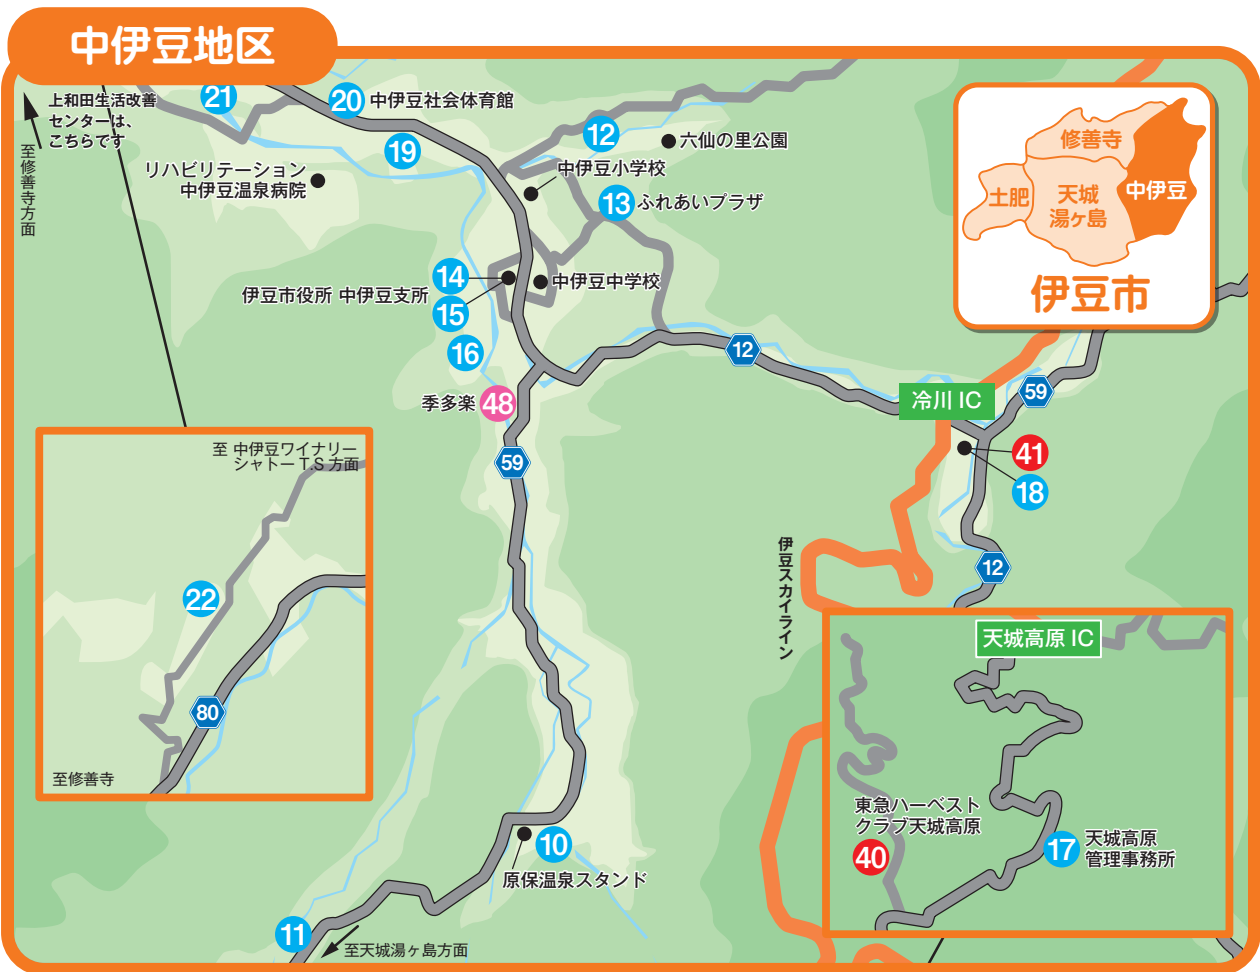 中伊豆地区
上和田生活改善
センターは、
こちらです
至修善寺方面
21
20
中伊豆社会体育館
19
12
六仙の里公園
リハビリテーション
中伊豆温泉病院
中伊豆小学校
13
ふれあいプラザ
14
伊豆市役所 中伊豆支所
15
中伊豆中学校
16
季多楽
48
12
59
冷川 IC
59
41
18
12
修善寺
土肥
天城
湯ヶ島
中伊豆
伊豆市
伊豆スカイライン
至 中伊豆ワイナリー
シャトー T.S 方面
22
80
至修善寺
天城高原 IC
東急ハーベスト
クラブ天城高原
40
17
天城高原
管理事務所
10
原保温泉スタンド
11
至天城湯ヶ島方面